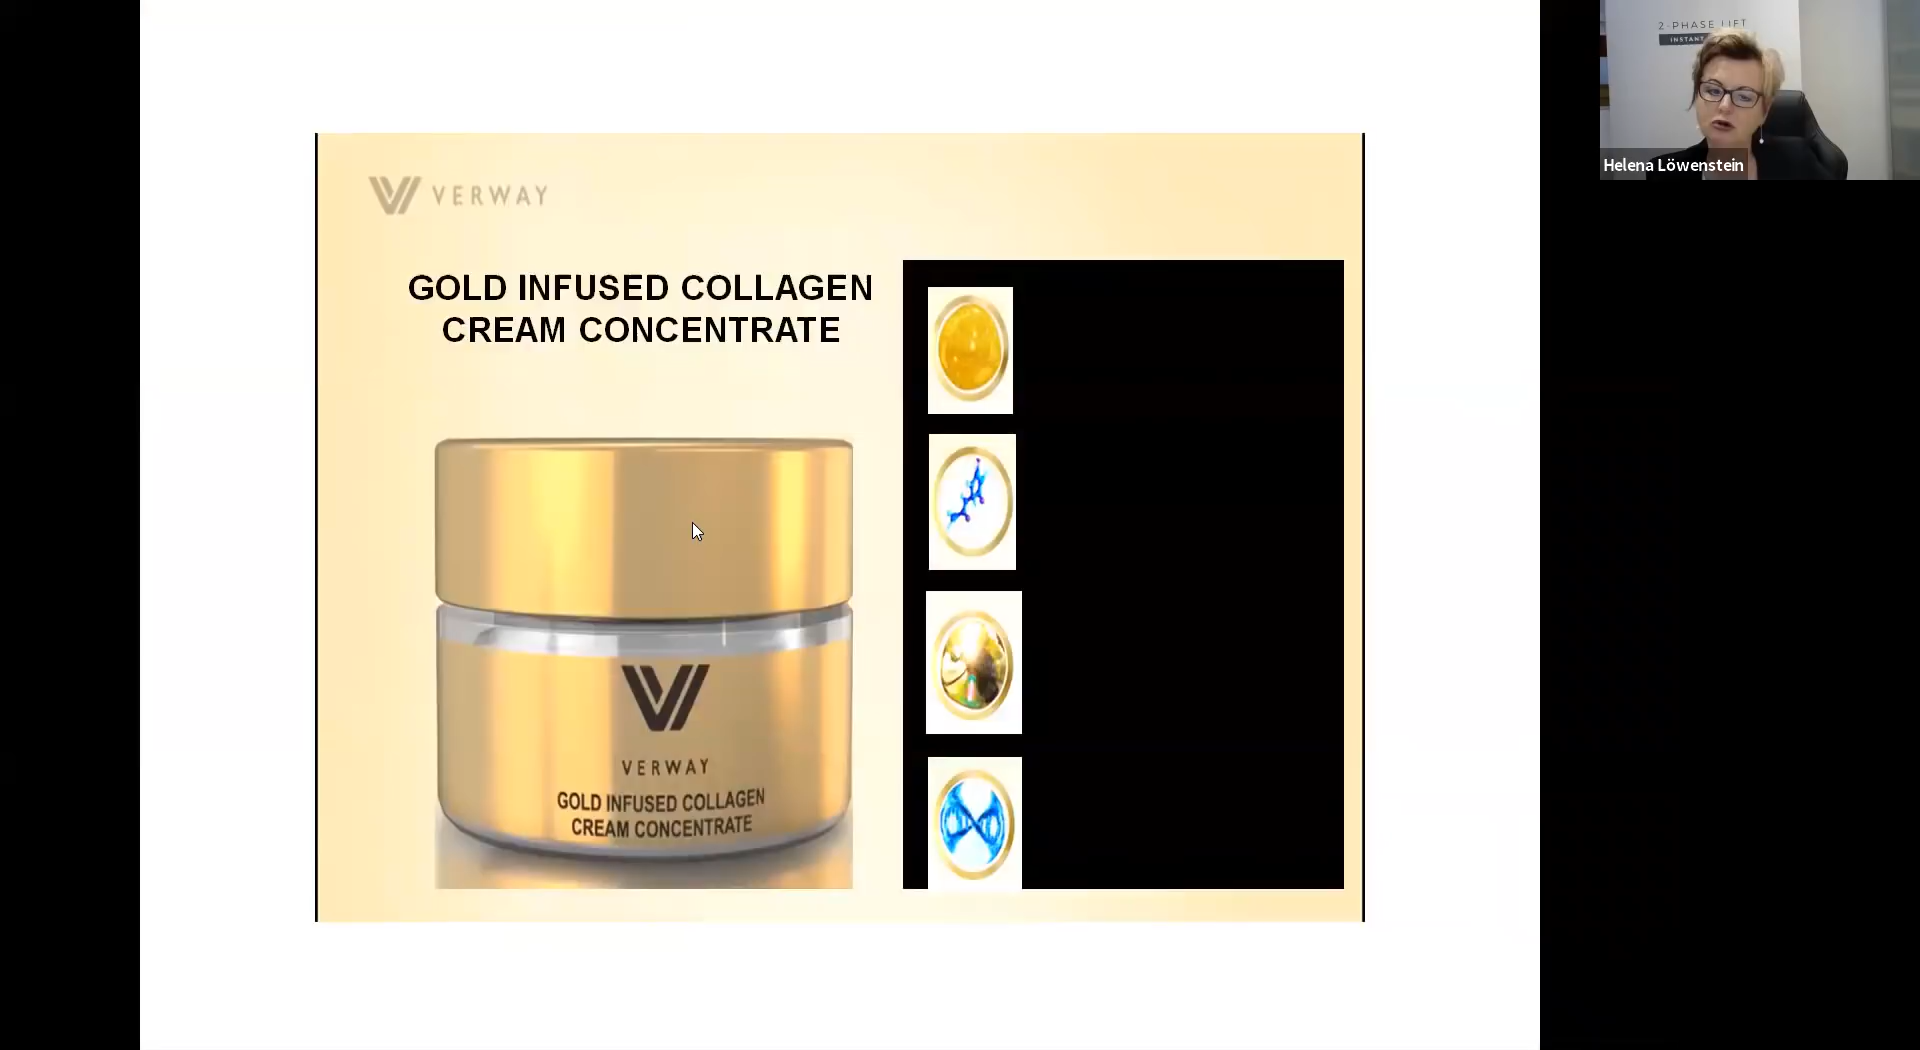 2-PHASE LIFT
INSTANT
Helena Löwenstein
VERWAY
GOLD INFUSED COLLAGEN
CREAM CONCENTRATE
VERWAY
GOLD INFUSED COLLAGEN
CREAM CONCENTRATE